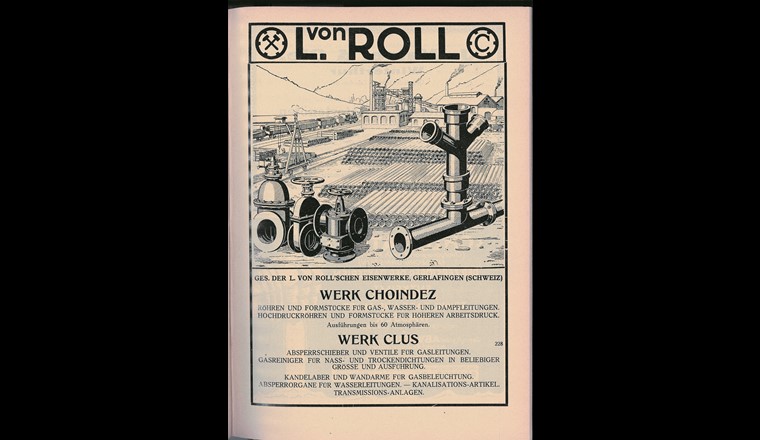 L. von ROLL
C
GES. DER L. VON ROLL'SCHEN EISENWERKE, GERLAFINGEN (SCHWEIZ)
WERK CHOINDEZ
RÖHREN UND FORMSTÜCKE FÜR GAS-, WASSER- UND DAMPFLEITUNGEN.
HOCHDRUCKRÖHREN UND FORMSTÜCKE FÜR HÖHEREN ARBEITSDRUCK.
Ausführungen bis 60 Atmosphären.
WERK CLUS
228
ABSPERRSCHIEBER UND VENTILE FÜR GASLEITUNGEN.
GASREINIGER FÜR NASS- UND TROCKENDICHTUNGEN IN BELIEBIGER
GRÖSSE UND AUSFÜHRUNG.
KANDELABER UND WANDARME FÜR GASBELEUCHTUNG.
ABSPERRORGANE FÜR WASSERLEITUNGEN. — KANALISATIONS-ARTIKEL.
TRANSMISSIONS-ANLAGEN.